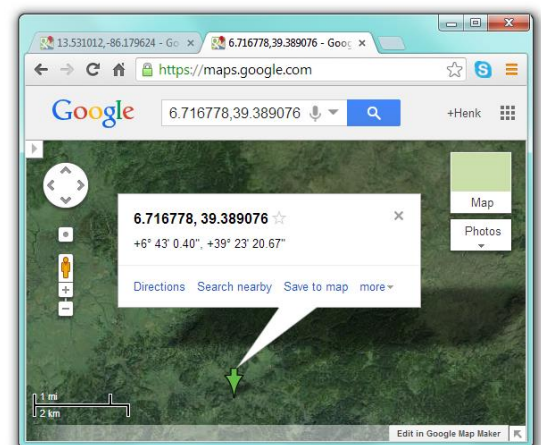 13.531012,-86.179624 - Go
6.716778,39.389076 - Goog
https://maps.google.com
Google
6.716778,39.389076
+Henk
Map
Photos
6.716778, 39.389076
+6° 43' 0.40", +39° 23' 20.67"
Directions Search nearby Save to map more
1 mi
2 km
Edit in Google Map Maker